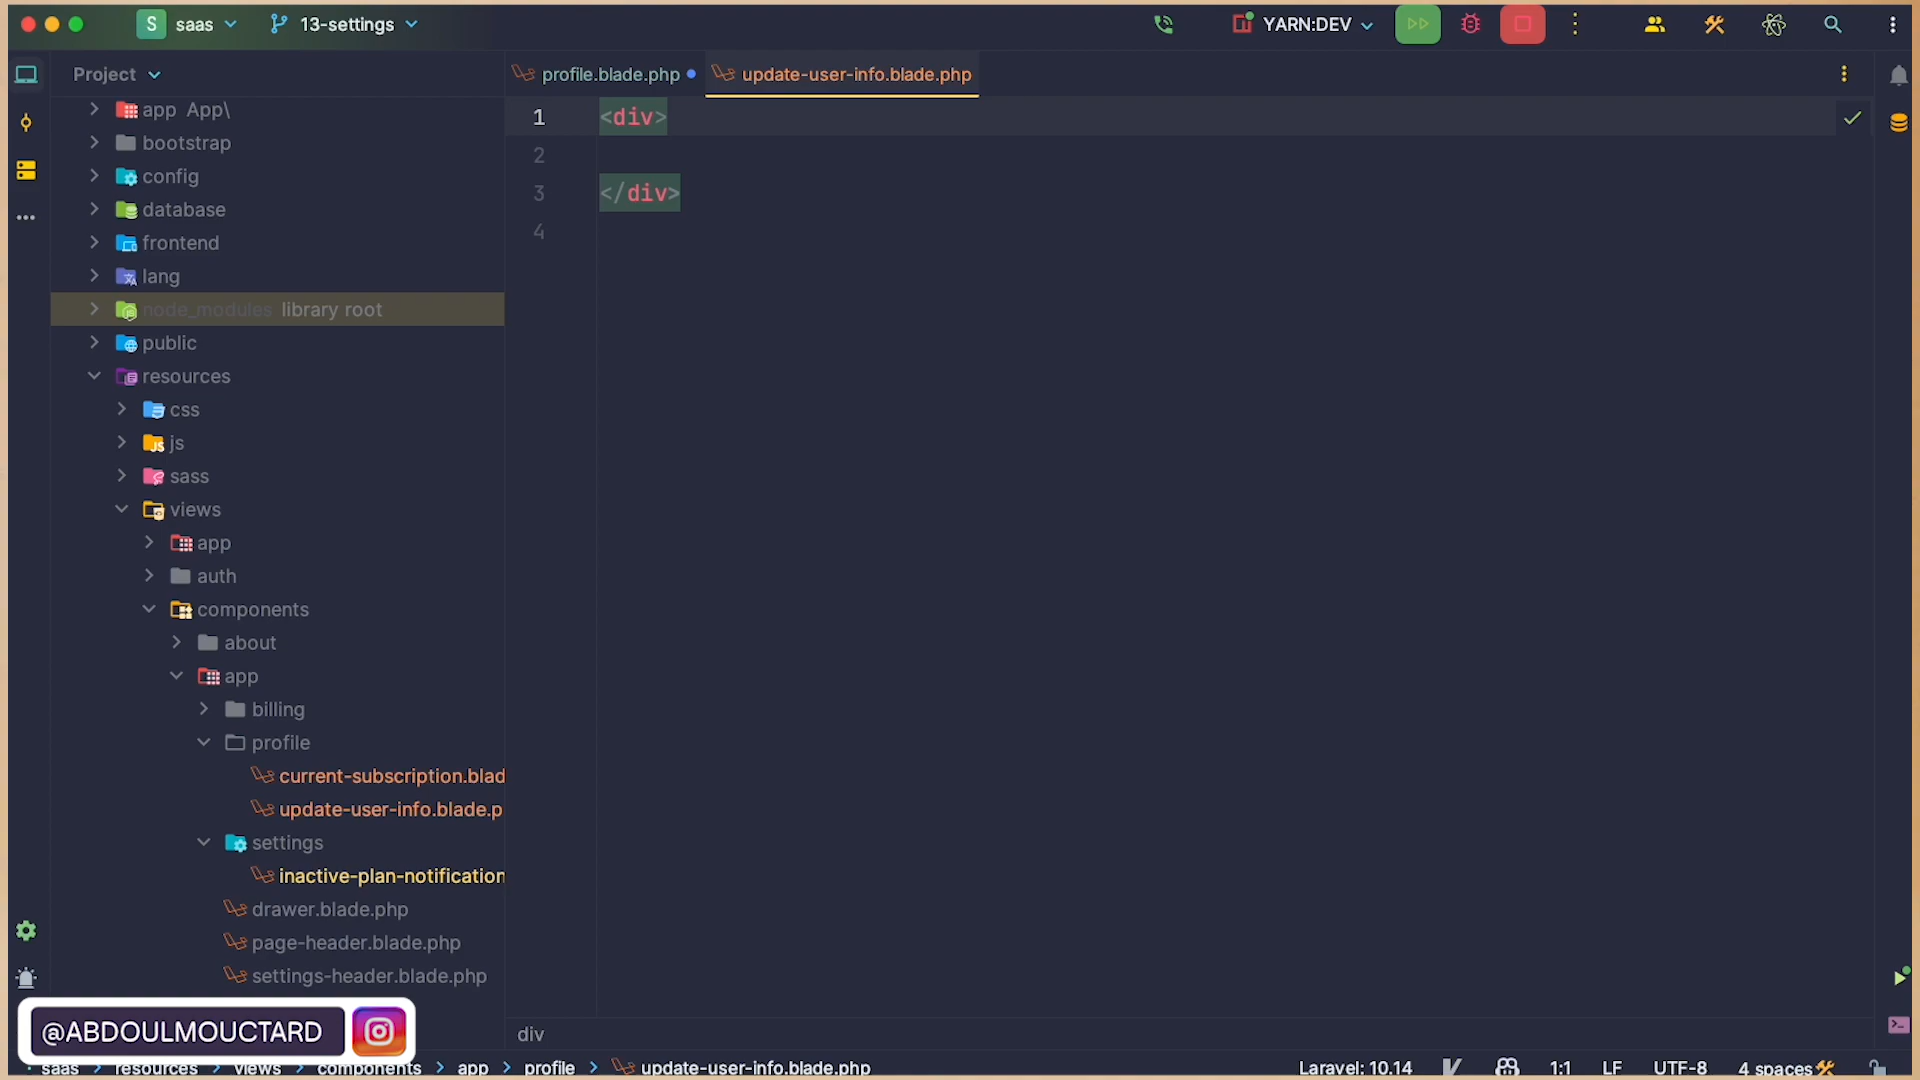 S saas 13-settings YARN:DEV
Project
profile.blade.php update-user-info.blade.php
app App\
bootstrap
config
database
frontend
lang
node_modules library root
public
resources
css
js
sass
views
app
auth
components
about
app
billing
profile
current-subscription.blad
update-user-info.blade.p
settings
inactive-plan-notification
drawer.blade.php
page-header.blade.php
settings-header.blade.php
1 <div>
2
3 </div>
4
div
@ABDOULMOUCTARD
saas > resources > views > components > app > profile > update-user-info.blade.php
Laravel: 10.14 1:1 LF UTF-8 4 spaces